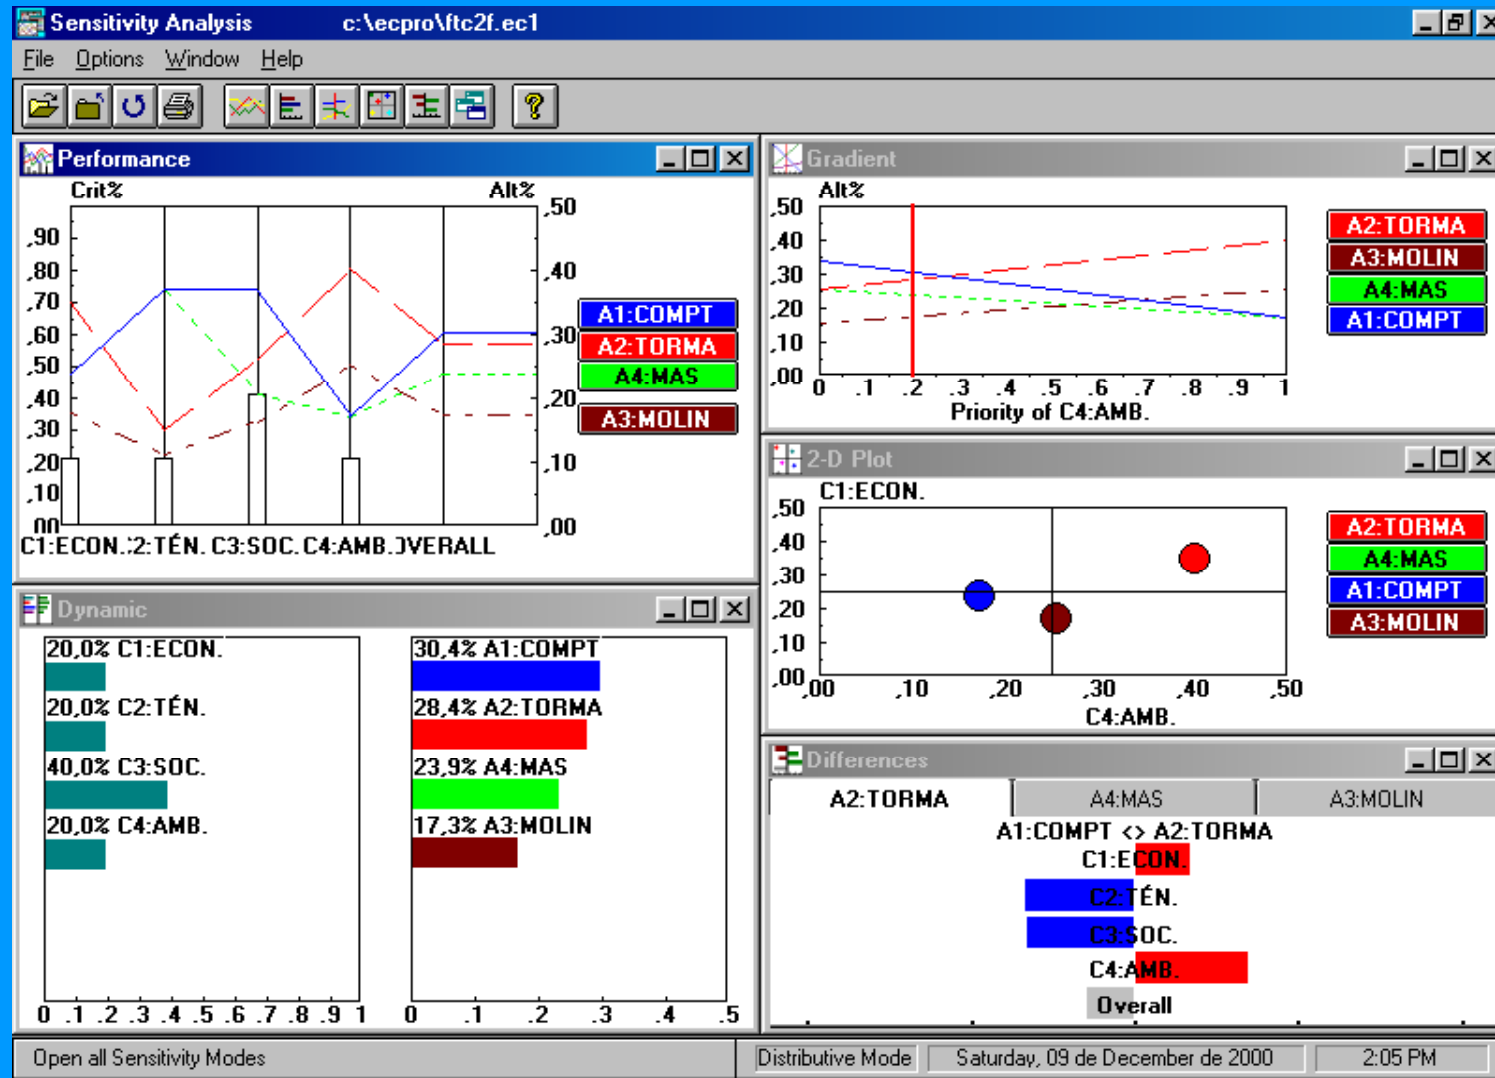 Sensitivity Analysis c:\ecpro\ftc2f.ec1
File Options Window Help
Performance
Crit% Alt%
,90
,80
,70
,60
,50
,40
,30
,20
,10
,00
,50
,40
,30
,20
,10
,00
A1:COMPT
A2:TORMA
A4:MAS
A3:MOLIN
C1:ECON. 2:TÉN. C3:SOC. C4:AMB. OVERALL
Gradient
Alt%
,50
,40
,30
,20
,10
,00
0 .1 .2 .3 .4 .5 .6 .7 .8 .9 1
Priority of C4:AMB.
A2:TORMA
A3:MOLIN
A4:MAS
A1:COMPT
2-D Plot
C1:ECON.
,50
,40
,30
,20
,10
,00
,00 ,10 ,20 ,30 ,40 ,50
C4:AMB.
A2:TORMA
A4:MAS
A1:COMPT
A3:MOLIN
Dynamic
20,0% C1:ECON.
20,0% C2:TÉN.
40,0% C3:SOC.
20,0% C4:AMB.
0 .1 .2 .3 .4 .5 .6 .7 .8 .9 1
30,4% A1:COMPT
28,4% A2:TORMA
23,9% A4:MAS
17,3% A3:MOLIN
0 .1 .2 .3 .4 .5
Differences
A2:TORMA A4:MAS A3:MOLIN
A1:COMPT <> A2:TORMA
C1:ECON.
C2:TÉN.
C3:SOC.
C4:AMB.
Overall
Open all Sensitivity Modes Distributive Mode Saturday, 09 de December de 2000 2:05 PM